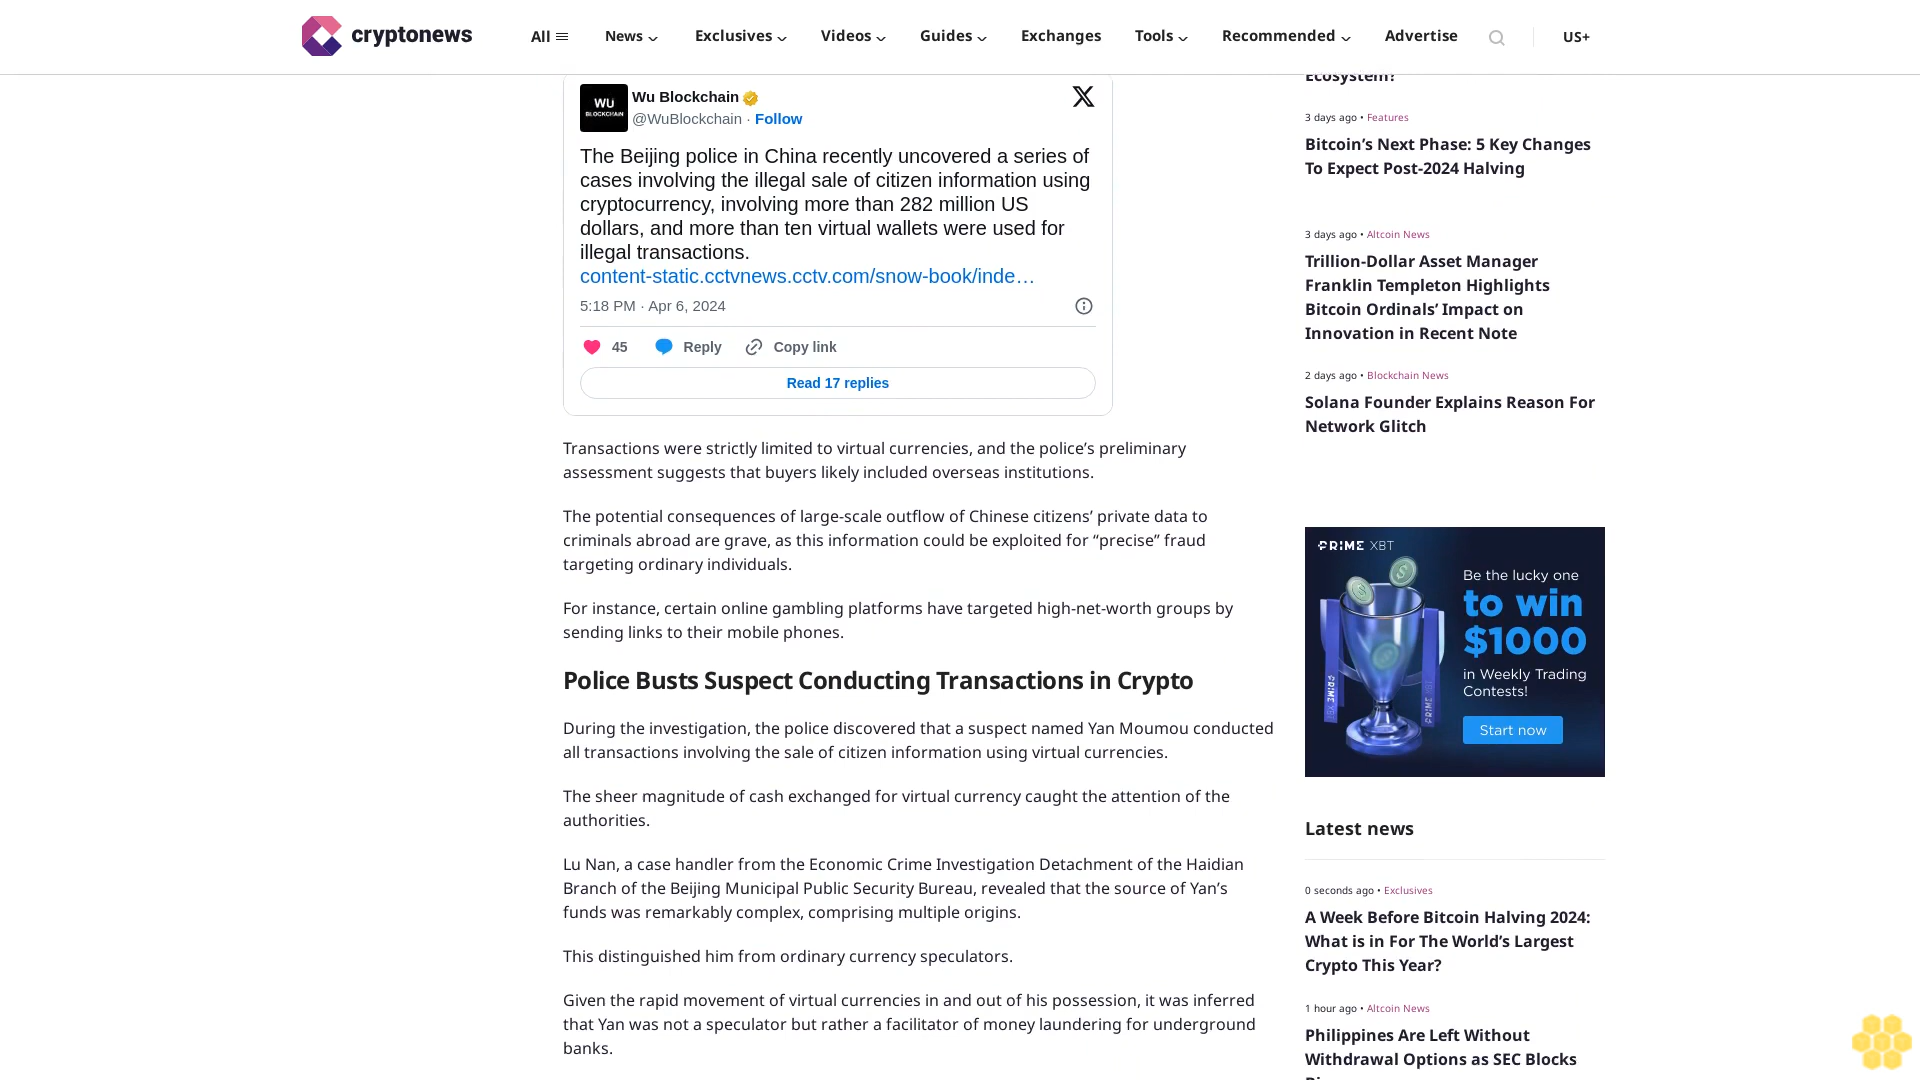 cryptonews
All
News
Exclusives
Videos
Guides
Exchanges
Tools
Recommended
Advertise
US+
WU
BLOCKCHAIN
Wu Blockchain
@WuBlockchain · Follow
The Beijing police in China recently uncovered a series of
cases involving the illegal sale of citizen information using
cryptocurrency, involving more than 282 million US
dollars, and more than ten virtual wallets were used for
illegal transactions.
content-static.cctvnews.cctv.com/snow-book/inde…
5:18 PM · Apr 6, 2024
45
Reply
Copy link
Read 17 replies
Transactions were strictly limited to virtual currencies, and the police’s preliminary
assessment suggests that buyers likely included overseas institutions.
The potential consequences of large-scale outflow of Chinese citizens’ private data to
criminals abroad are grave, as this information could be exploited for “precise” fraud
targeting ordinary individuals.
For instance, certain online gambling platforms have targeted high-net-worth groups by
sending links to their mobile phones.
Police Busts Suspect Conducting Transactions in Crypto
During the investigation, the police discovered that a suspect named Yan Moumou conducted
all transactions involving the sale of citizen information using virtual currencies.
The sheer magnitude of cash exchanged for virtual currency caught the attention of the
authorities.
Lu Nan, a case handler from the Economic Crime Investigation Detachment of the Haidian
Branch of the Beijing Municipal Public Security Bureau, revealed that the source of Yan’s
funds was remarkably complex, comprising multiple origins.
This distinguished him from ordinary currency speculators.
Given the rapid movement of virtual currencies in and out of his possession, it was inferred
that Yan was not a speculator but rather a facilitator of money laundering for underground
banks.
Ecosystem?
3 days ago • Features
Bitcoin’s Next Phase: 5 Key Changes
To Expect Post-2024 Halving
3 days ago • Altcoin News
Trillion-Dollar Asset Manager
Franklin Templeton Highlights
Bitcoin Ordinals’ Impact on
Innovation in Recent Note
2 days ago • Blockchain News
Solana Founder Explains Reason For
Network Glitch
PRIME XBT
Be the lucky one
to win
$1000
in Weekly Trading
Contests!
Start now
PRIME XBT
PRIME XBT
Latest news
0 seconds ago • Exclusives
A Week Before Bitcoin Halving 2024:
What is in For The World’s Largest
Crypto This Year?
1 hour ago • Altcoin News
Philippines Are Left Without
Withdrawal Options as SEC Blocks